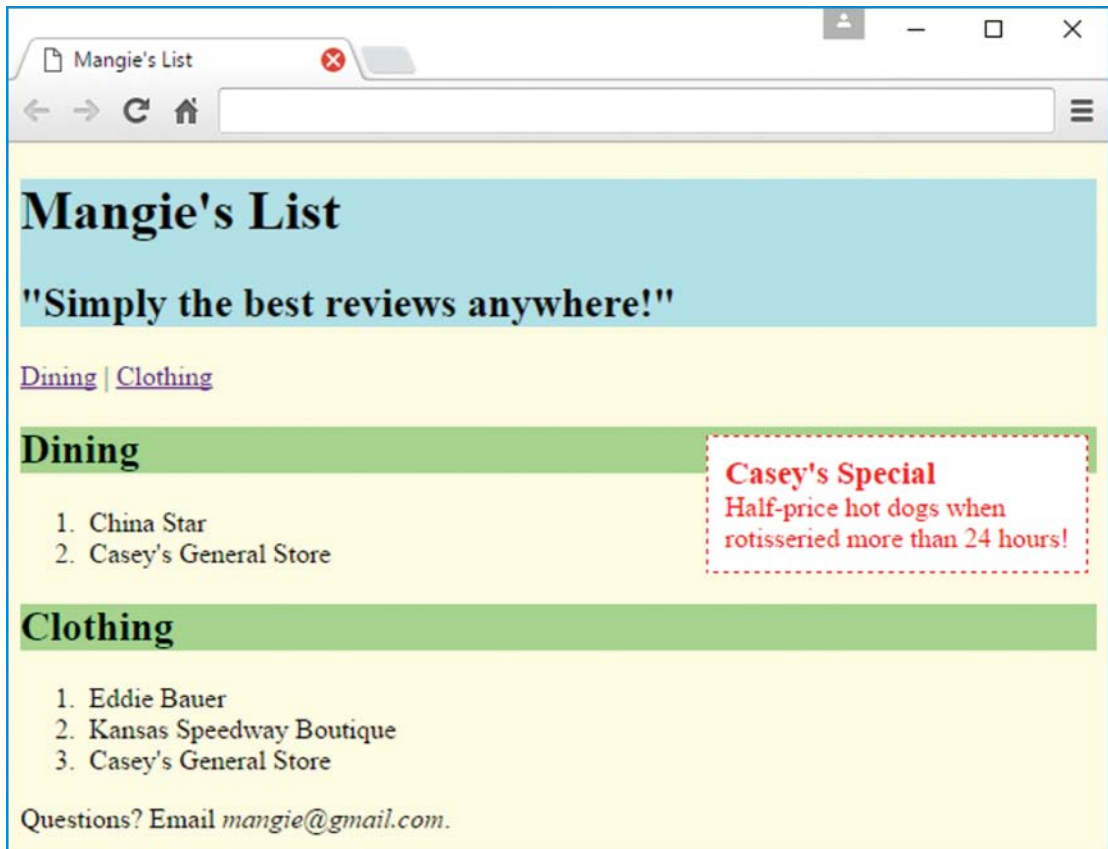 Mangie's List
Mangie's List
"Simply the best reviews anywhere!"
Dining | Clothing
Dining
Casey's Special
Half-price hot dogs when
rotisseried more than 24 hours!
1. China Star
2. Casey's General Store
Clothing
1. Eddie Bauer
2. Kansas Speedway Boutique
3. Casey's General Store
Questions? Email mangie@gmail.com.